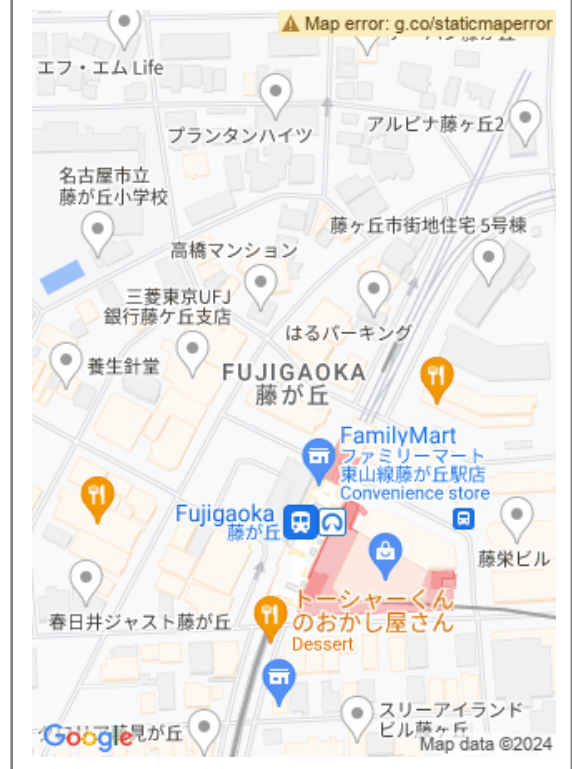 Map error: g.co/staticmaperror
エフ・エム Life
プランタンハイツ
アルビナ藤ヶ丘2
名古屋市立
藤が丘小学校
藤ヶ丘市街地住宅 5号棟
高橋マンション
三菱東京UFJ
銀行藤ケ丘支店
はるパーキング
養生針堂
FUJIGAOKA
藤が丘
FamilyMart
ファミリーマート
東山線藤が丘駅店
Convenience store
Fujigaoka
藤が丘
藤栄ビル
春日井ジャスト藤が丘
トーシャーくん
のおかし屋さん
Dessert
スリーアイランド
ビル藤ヶ丘
見が丘
Google
Map data ©2024